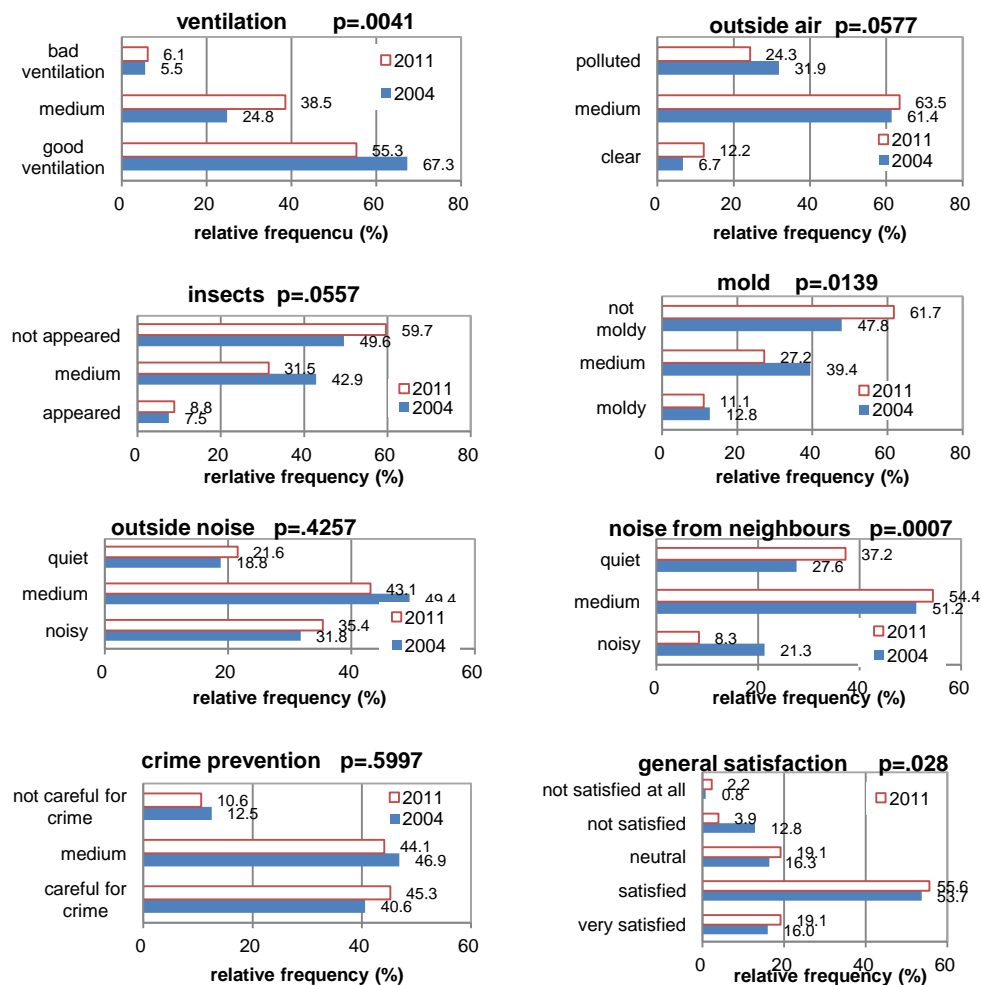 ventilation p=.0041
bad ventilation
6.1
5.5
medium
38.5
24.8
good ventilation
55.3
67.3
2011
2004
0 20 40 60 80
relative frequencu (%)
outside air p=.0577
polluted
24.3
31.9
medium
63.5
61.4
clear
12.2
6.7
2011
2004
0 20 40 60 80
relative frequency (%)
insects p=.0557
not appeared
59.7
49.6
medium
31.5
42.9
appeared
8.8
7.5
2011
2004
0 20 40 60 80
rerlative frequency (%)
mold p=.0139
not moldy
61.7
47.8
medium
27.2
39.4
moldy
11.1
12.8
2011
2004
0 20 40 60 80
relative frequency (%)
outside noise p=.4257
quiet
21.6
18.8
medium
43.1
49.4
noisy
35.4
31.8
2011
2004
0 20 40 60
relative frequency (%)
noise from neighbours p=.0007
quiet
37.2
27.6
medium
54.4
51.2
noisy
8.3
21.3
2011
2004
0 20 40 60
relative frequency (%)
crime prevention p=.5997
not careful for crime
10.6
12.5
medium
44.1
46.9
careful for crime
45.3
40.6
2011
2004
0 20 40 60
relative frequency (%)
general satisfaction p=.028
not satisfied at all
2.2
0.8
not satisfied
3.9
12.8
neutral
19.1
16.3
satisfied
55.6
53.7
very satisfied
19.1
16.0
2011
0 20 40 60
relative frequency (%)